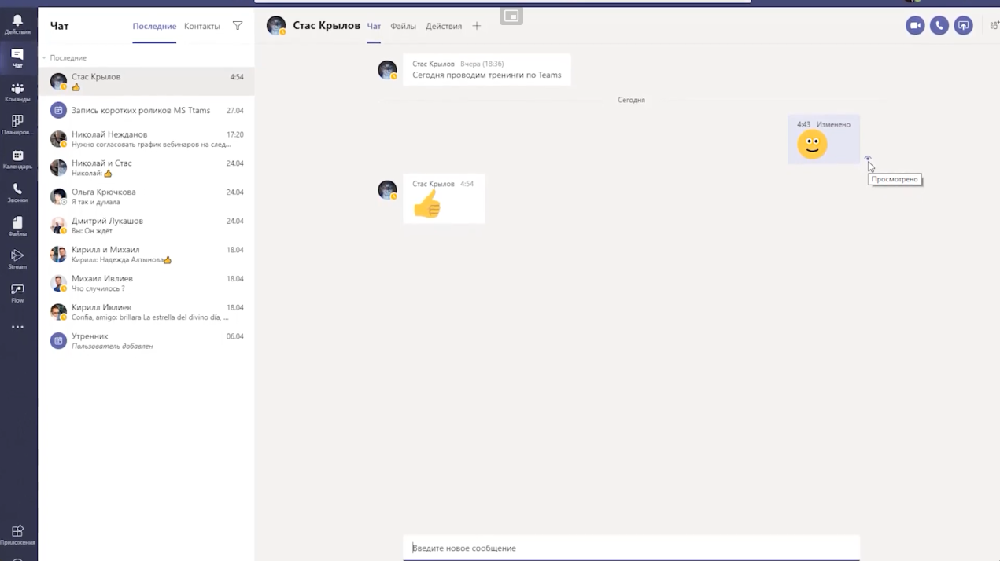 Действия
Чат
Команды
Планиров...
Календарь
Звонки
Файлы
Stream
Flow
Приложения
Чат
Последние
Контакты
Последние
Стас Крылов
4:54
Запись коротких роликов MS Ttams
27.04
Николай Нежданов
17:20
Нужно согласовать график вебинаров на след...
Николай и Стас
24.04
Николай:
Ольга Крючкова
24.04
Я так и думала
Дмитрий Лукашов
24.04
Вы: Он ждёт
Кирилл и Михаил
18.04
Кирилл: Надежда Алтынова
Михаил Ивлиев
18.04
Что случилось ?
Кирилл Ивлиев
18.04
Confia, amigo: brillara La estrella del divino día, ...
Утренник
06.04
Пользователь добавлен
Стас Крылов
Чат
Файлы
Действия
Стас Крылов Вчера (18:36)
Сегодня проводим тренинги по Teams
Сегодня
4:43 Изменено
Просмотрено
Стас Крылов 4:54
Введите новое сообщение